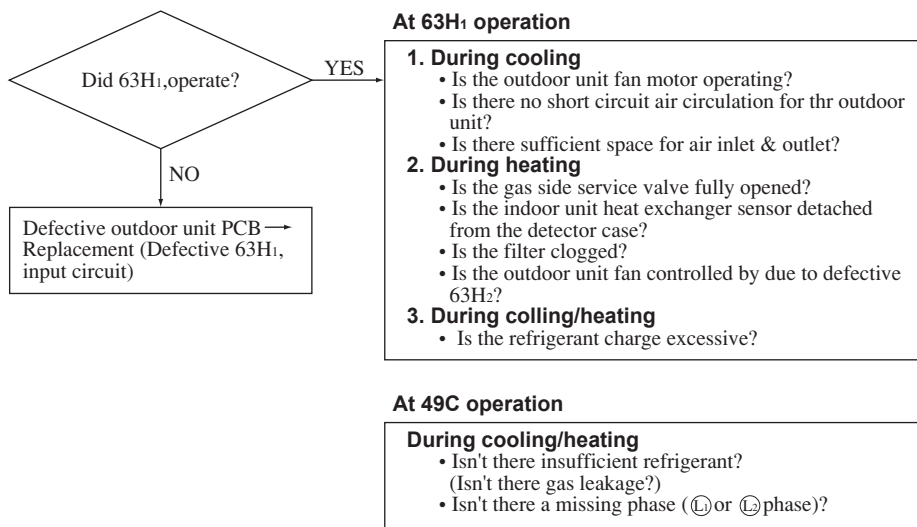 Did 63H₁,operate?
YES
NO
Defective outdoor unit PCB →
Replacement (Defective 63H₁,
input circuit)
At 63H₁ operation
1. During cooling
• Is the outdoor unit fan motor operating?
• Is there no short circuit air circulation for thr outdoor
unit?
• Is there sufficient space for air inlet & outlet?
2. During heating
• Is the gas side service valve fully opened?
• Is the indoor unit heat exchanger sensor detached
from the detector case?
• Is the filter clogged?
• Is the outdoor unit fan controlled by due to defective
63H₂?
3. During colling/heating
• Is the refrigerant charge excessive?
At 49C operation
During cooling/heating
• Isn't there insufficient refrigerant?
(Isn't there gas leakage?)
• Isn't there a missing phase (L₁ or L₂ phase)?